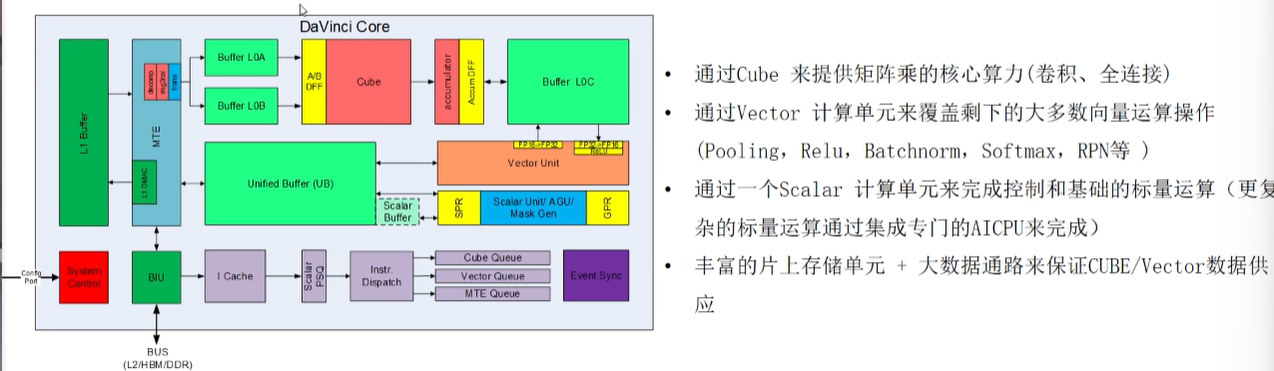 DaVinci Core
L1 Buffer
MTE
decomp
img2col
trans
L1 DMAC
Buffer L0A
Buffer L0B
A/B
DFF
Cube
accumulator
Accum DFF
Buffer L0C
FP16->FP32
FP32->FP16
ReLU
Vector Unit
Unified Buffer (UB)
Scalar
Buffer
SPR
Scalar Unit/ AGU/
Mask Gen
GPR
Config
Port
System
Control
BIU
I Cache
Scalar
PSQ
Instr.
Dispatch
Cube Queue
Vector Queue
MTE Queue
Event Sync
BUS
(L2/HBM/DDR)
• 通过Cube 来提供矩阵乘的核心算力(卷积、全连接)
• 通过Vector 计算单元来覆盖剩下的大多数向量运算操作
(Pooling, Relu, Batchnorm, Softmax, RPN等 )
• 通过一个Scalar 计算单元来完成控制和基础的标量运算（更复
杂的标量运算通过集成专门的AICPU来完成）
• 丰富的片上存储单元 + 大数据通路来保证CUBE/Vector数据供
应